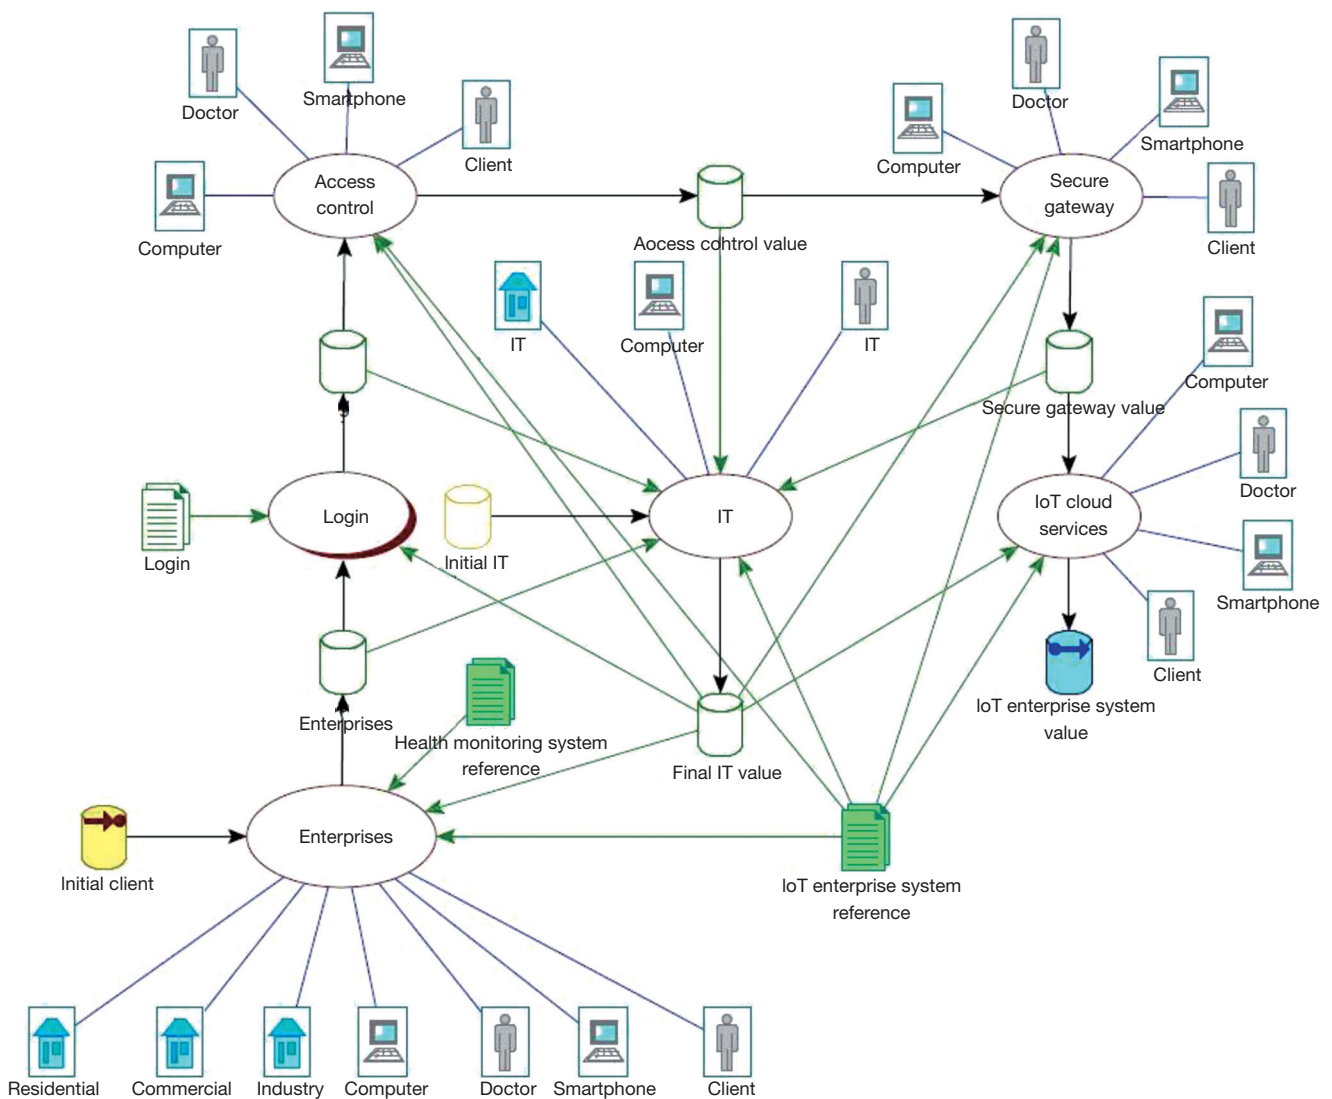 Doctor
Smartphone
Client
Computer
Access
control
Aocess cohtrol value
Computer
Doctor
Smartphone
Secure
gateway
Client
IT
Computer
IT
Secure gateway value
Computer
Doctor
Login
Login
Initial IT
IT
IoT cloud
services
Smartphone
Client
Enterprises
Health monitoring system
reference
Final IT value
IoT enterprise system
value
Initial client
Enterprises
IoT enterprise system
reference
Residential
Commercial
Industry
Computer
Doctor
Smartphone
Client